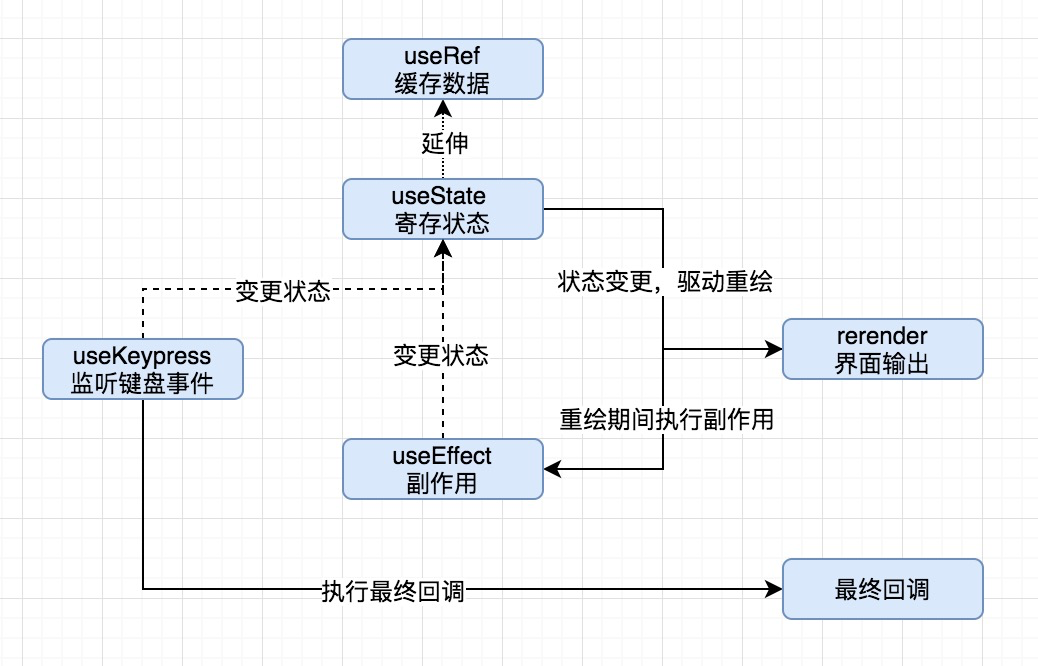 useRef
缓存数据
延伸
useState
寄存状态
状态变更，驱动重绘
变更状态
useKeypress
监听键盘事件
变更状态
rerender
界面输出
重绘期间执行副作用
useEffect
副作用
执行最终回调
最终回调